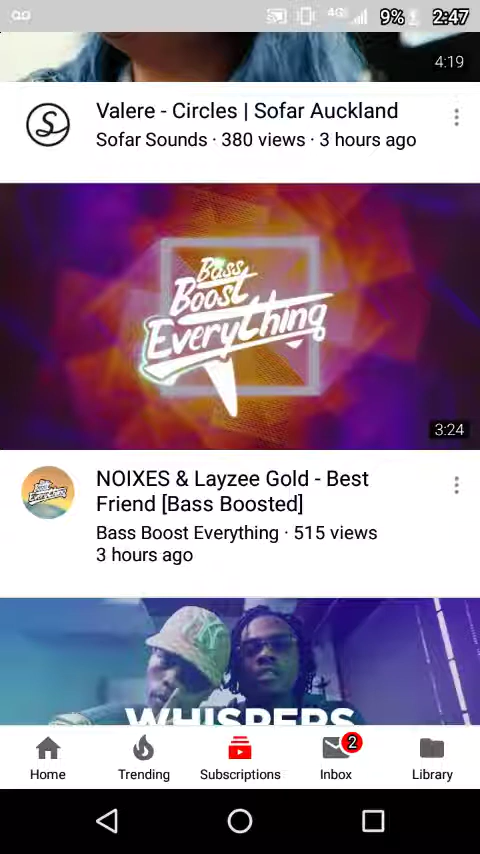 4G 9% 2:47
4:19
Valere - Circles | Sofar Auckland
Sofar Sounds · 380 views · 3 hours ago
Bass
Boost
Everything
3:24
NOIXES & Layzee Gold - Best
Friend [Bass Boosted]
Bass Boost Everything · 515 views
3 hours ago
WHISPERS
2
Home Trending Subscriptions Inbox Library